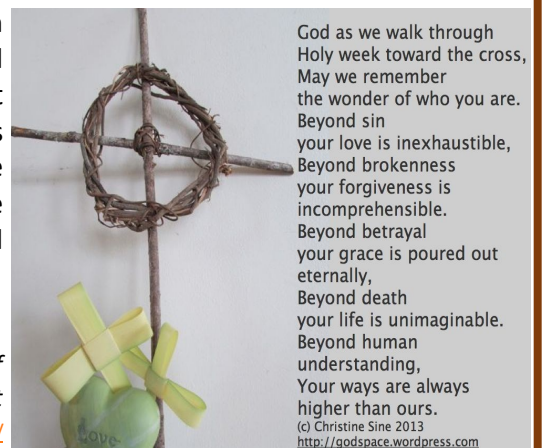 God as we walk through
Holy week toward the cross,
May we remember
the wonder of who you are.
Beyond sin
your love is inexhaustible,
Beyond brokenness
your forgiveness is
incomprehensible.
Beyond betrayal
your grace is poured out
eternally,
Beyond death
your life is unimaginable.
Beyond human
understanding,
Your ways are always
higher than ours.
(c) Christine Sine 2013
http://godspace.wordpress.com
Love